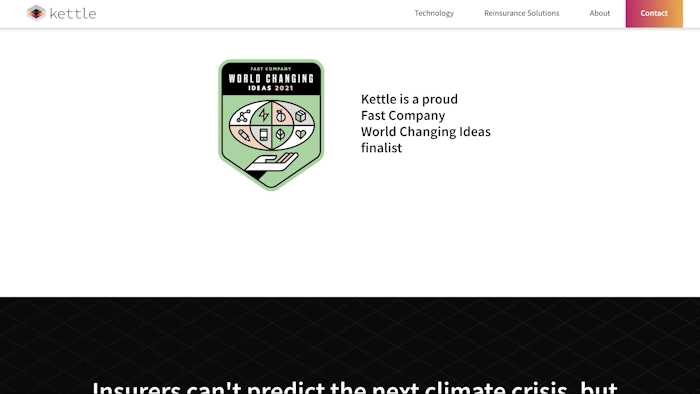 kettle
Technology
Reinsurance Solutions
About
Contact
FAST COMPANY
WORLD CHANGING
IDEAS 2021
Kettle is a proud
Fast Company
World Changing Ideas
finalist
Insurers can't predict the next climate crisis, but